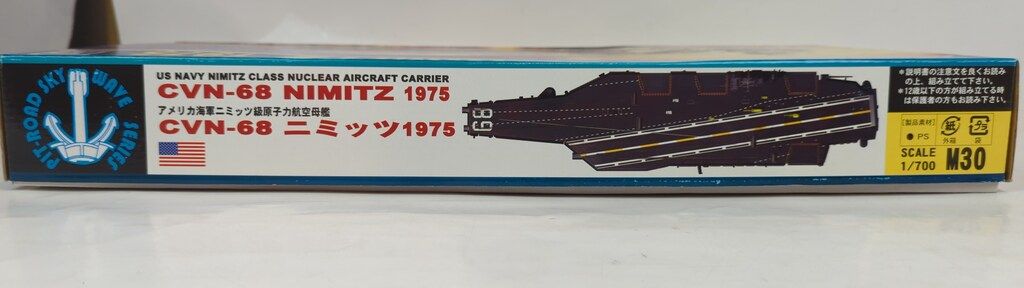 PIT-ROAD SKY WAVE SERIES
US NAVY NIMITZ CLASS NUCLEAR AIRCRAFT CARRIER
CVN-68 NIMITZ 1975
アメリカ海軍ニミッツ級原子力航空母艦
CVN-68 ニミッツ1975
68
*説明書の注意文を良くお読み
の上、組み立てて下さい。
*12歳以下の方が組み立てる時
は保護者の方もお読み下さい。
[製品素材]
● PS
紙
外箱
プラ
袋
SCALE
1/700
M30